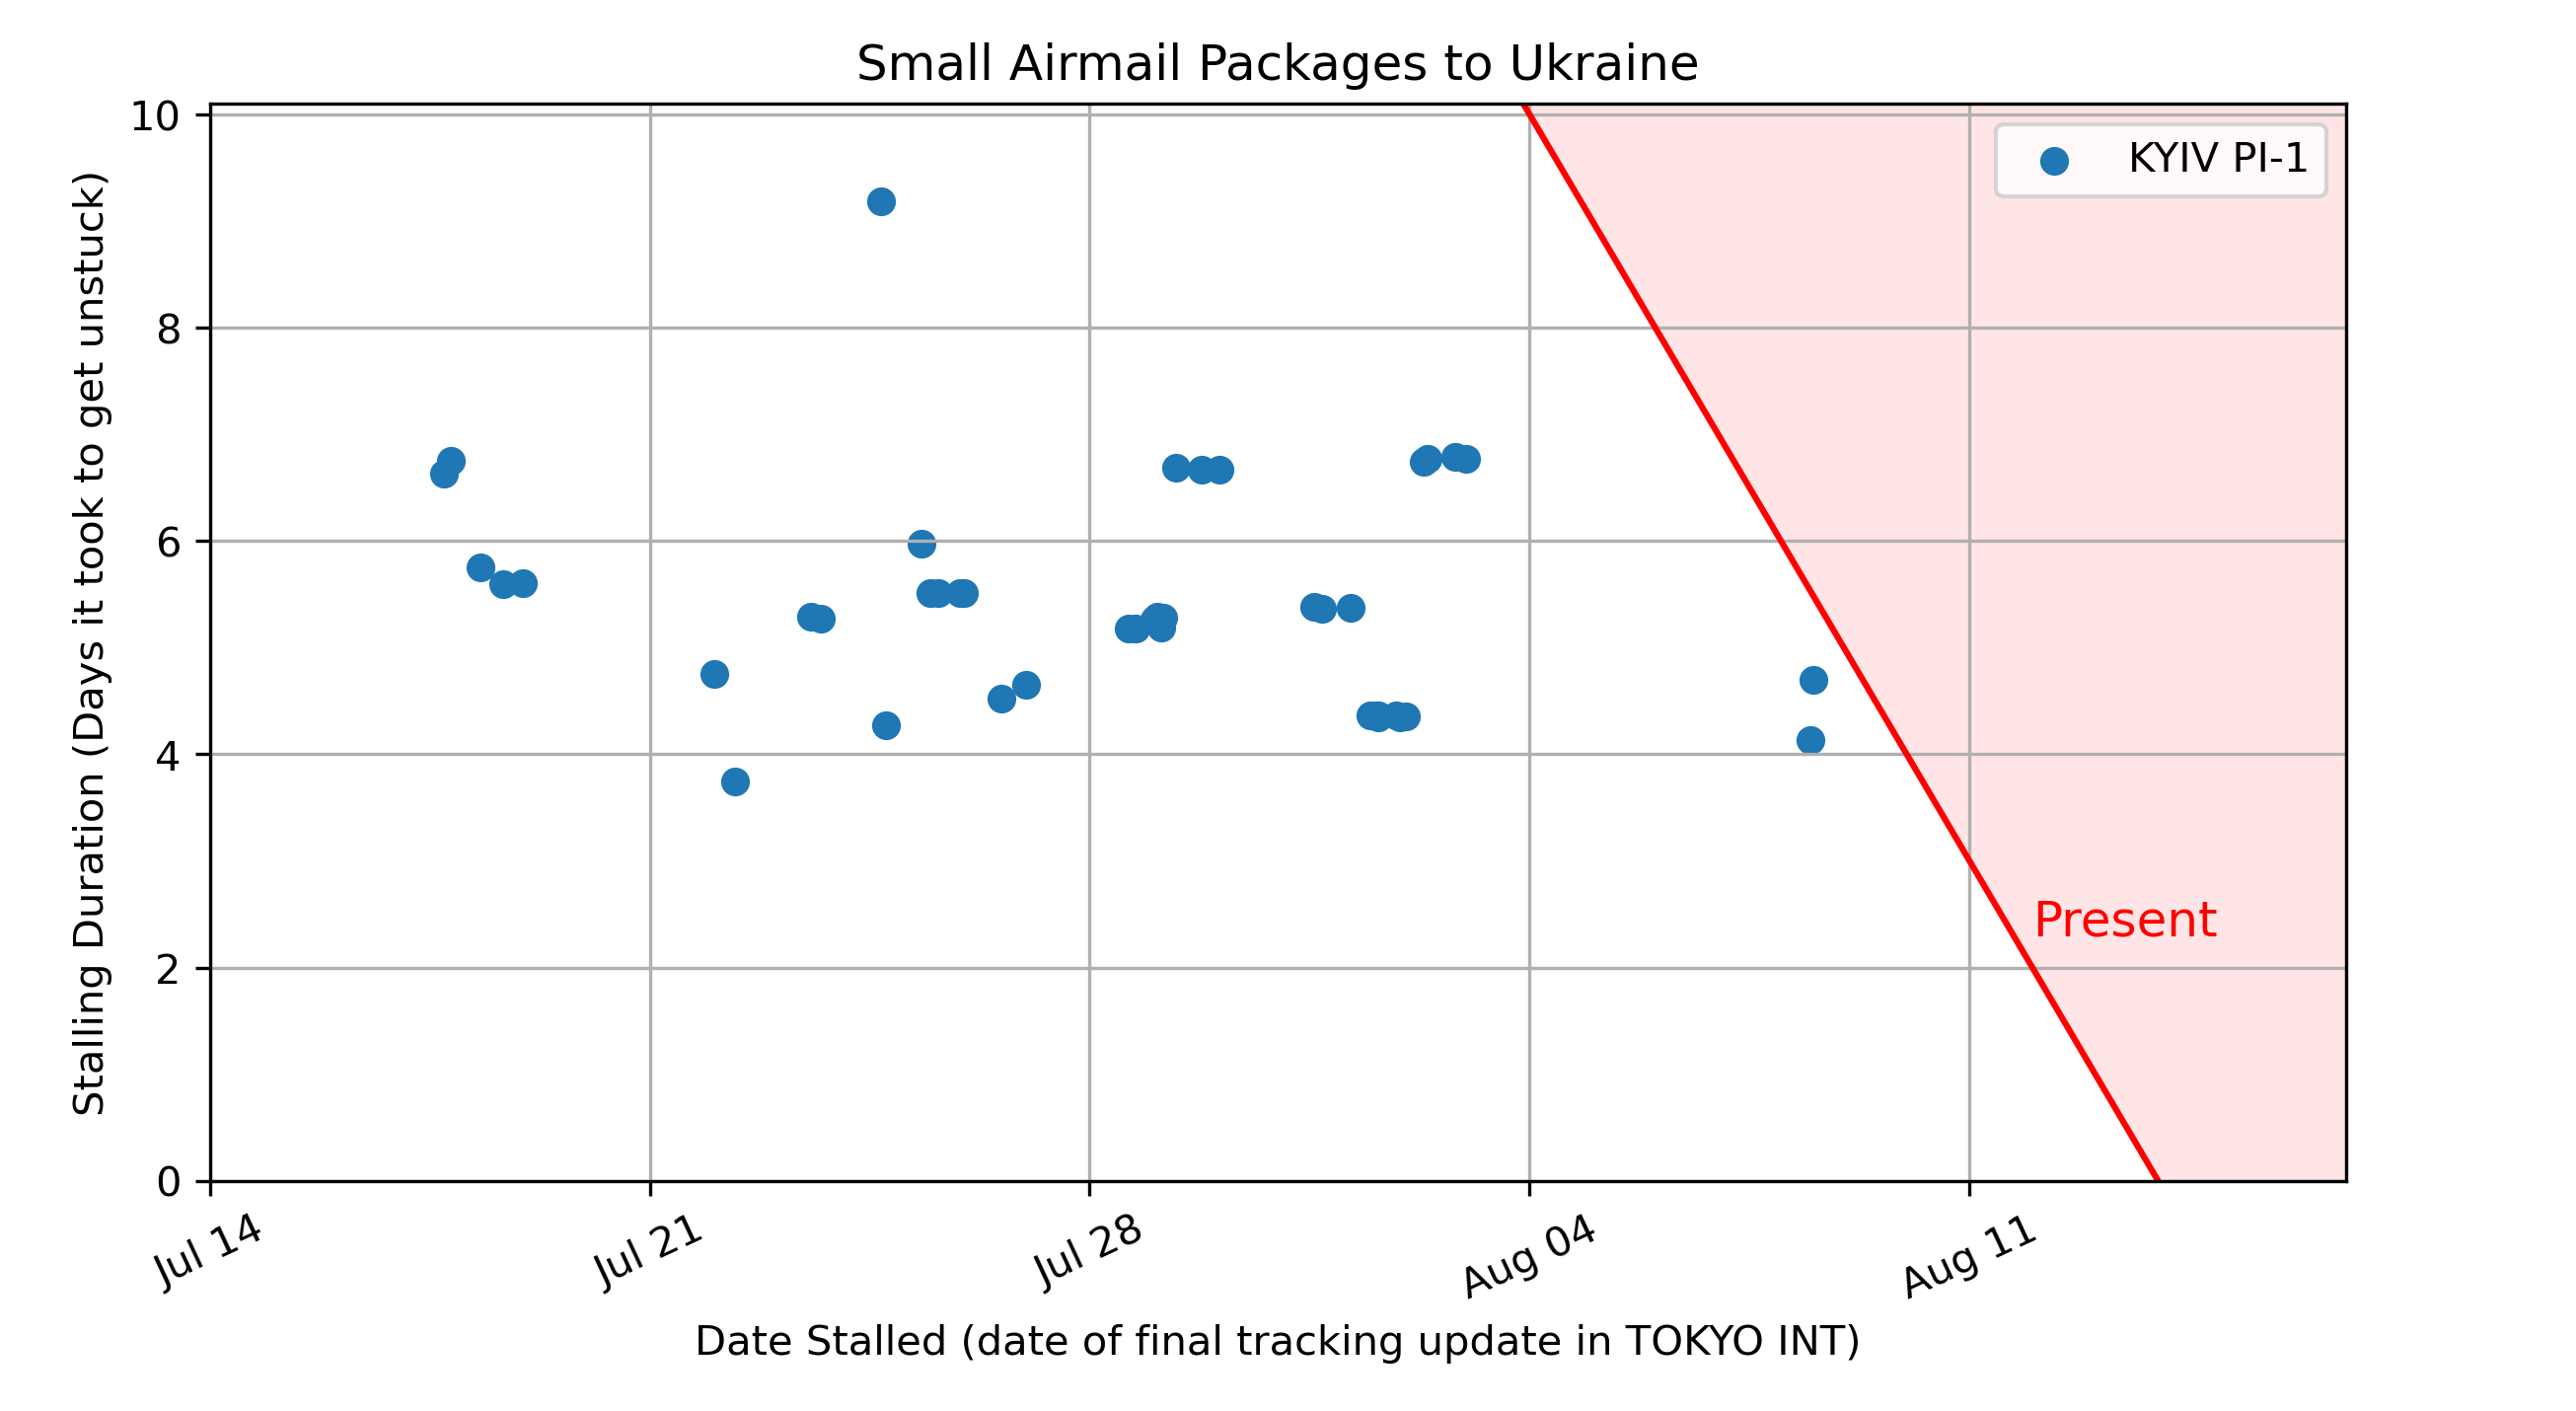 Small Airmail Packages to Ukraine
KYIV PI-1
Present
Stalling Duration (Days it took to get unstuck)
10
8
6
4
2
0
Jul 14
Jul 21
Jul 28
Aug 04
Aug 11
Date Stalled (date of final tracking update in TOKYO INT)